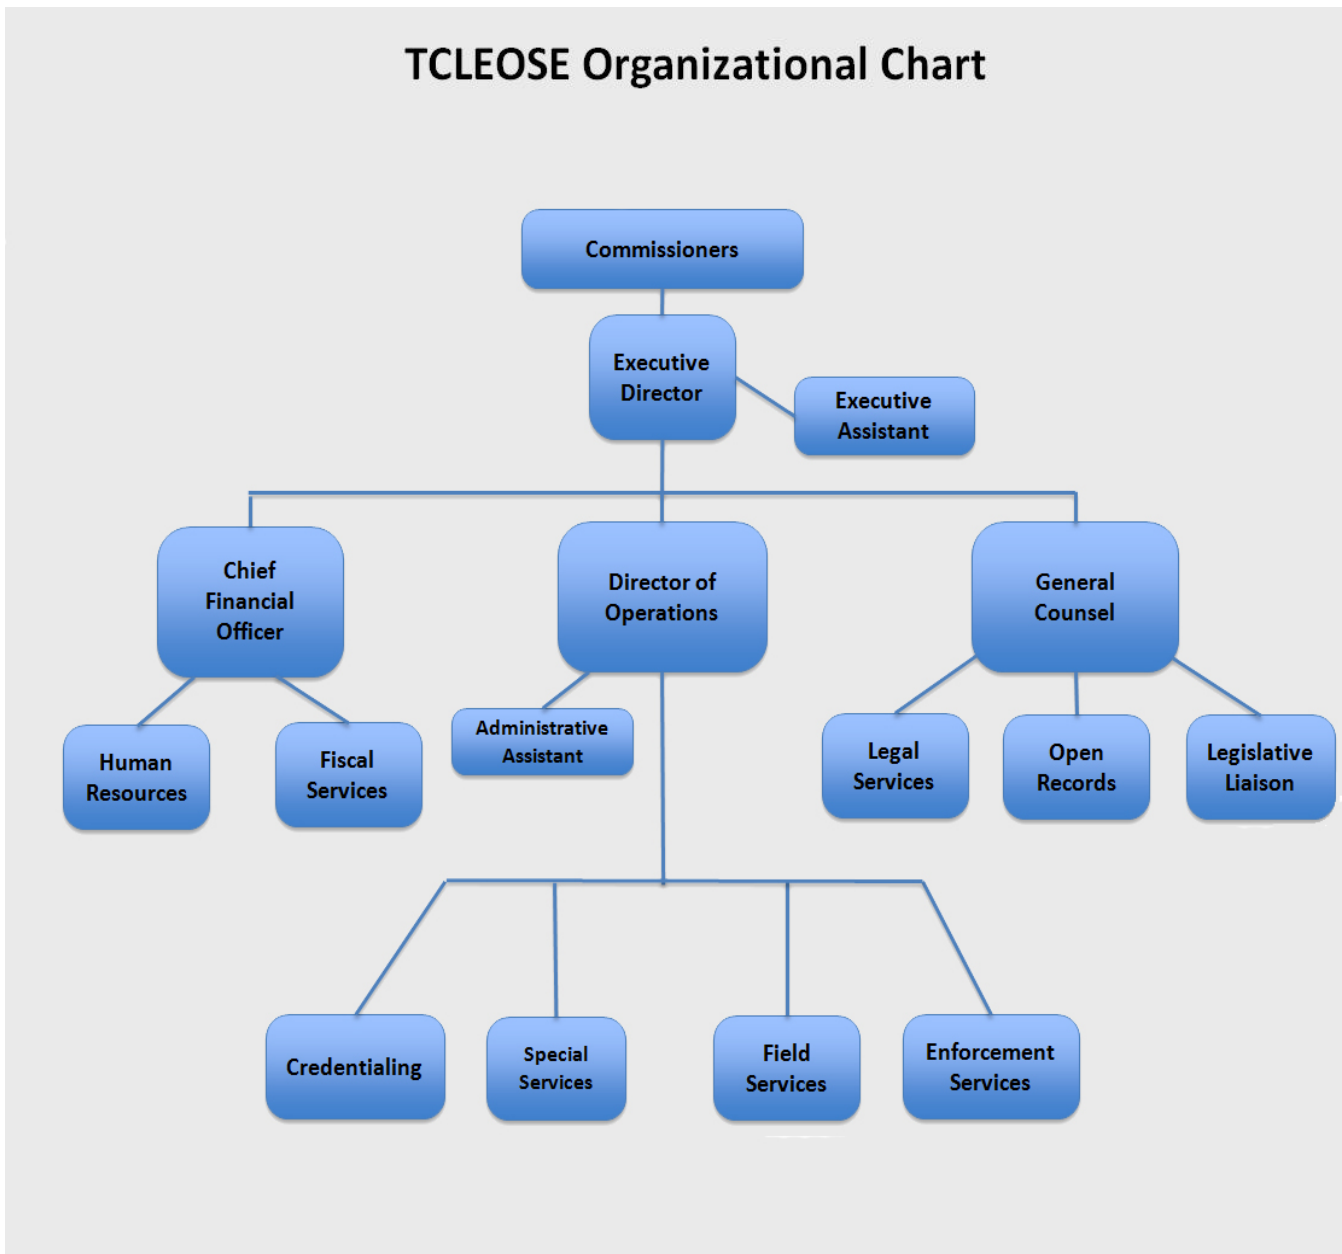 TCLEOSE Organizational Chart
Commissioners
Executive
Director
Executive
Assistant
Chief
Financial
Officer
Director of
Operations
General
Counsel
Human
Resources
Fiscal
Services
Administrative
Assistant
Legal
Services
Open
Records
Legislative
Liaison
Credentialing
Special
Services
Field
Services
Enforcement
Services